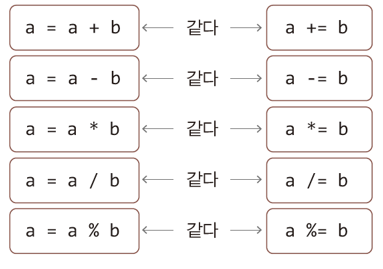 a = a + b 같다 a += b
a = a - b 같다 a -= b
a = a * b 같다 a *= b
a = a / b 같다 a /= b
a = a % b 같다 a %= b